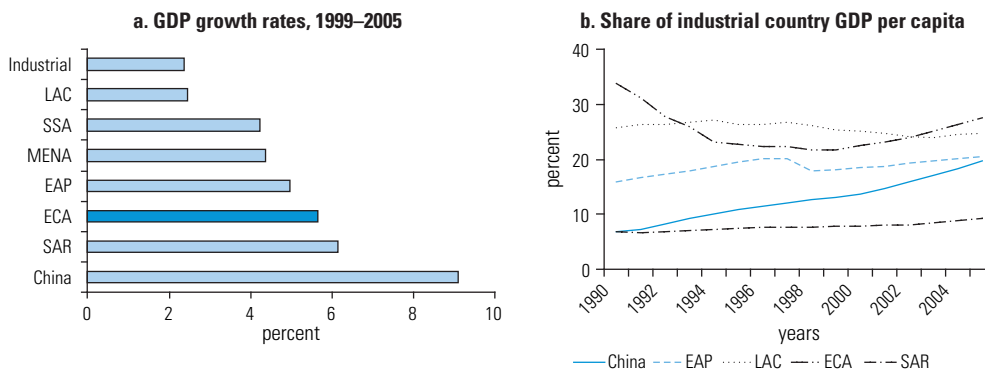 a. GDP growth rates, 1999–2005
Industrial
LAC
SSA
MENA
EAP
ECA
SAR
China
0 2 4 6 8 10
percent
b. Share of industrial country GDP per capita
40
30
20
10
0
percent
1990 1992 1994 1996 1998 2000 2002 2004
years
China EAP LAC ECA SAR